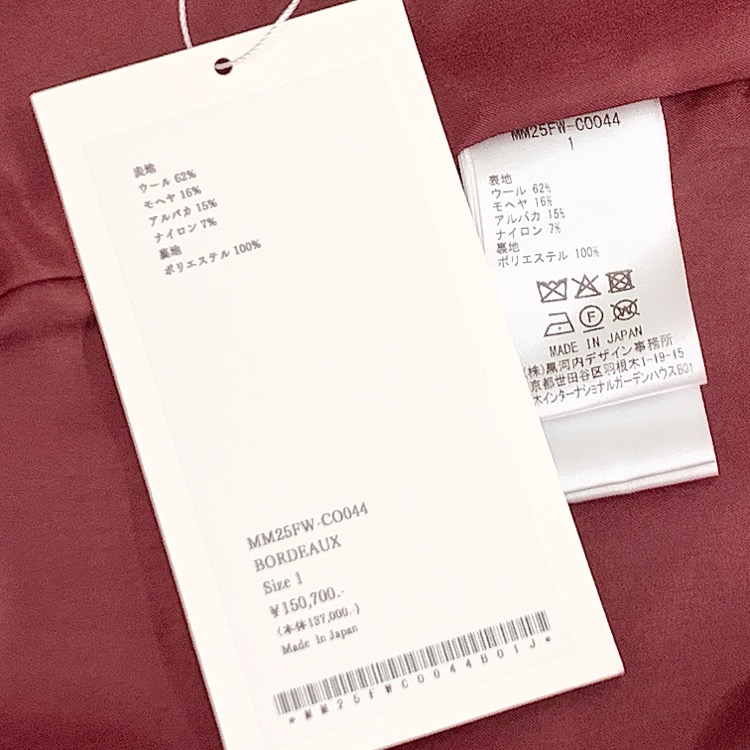 表地
ウール 62%
モヘヤ 16%
アルパカ 15%
ナイロン 7%
裏地
ポリエステル 100%
MM25FW-CO044
BORDEAUX
Size 1
¥150,700.-
(本体137,000.-)
Made in Japan
*MM25FWCO044B01J*
MM25FW-CO044
1
表地
ウール 62%
モヘヤ 16%
アルパカ 15%
ナイロン 7%
裏地
ポリエステル 100%
F
W
MADE IN JAPAN
(株)黒河内デザイン事務所
京都世田谷区羽根木1-19-15
木インターナショナルガーデンハウスB01